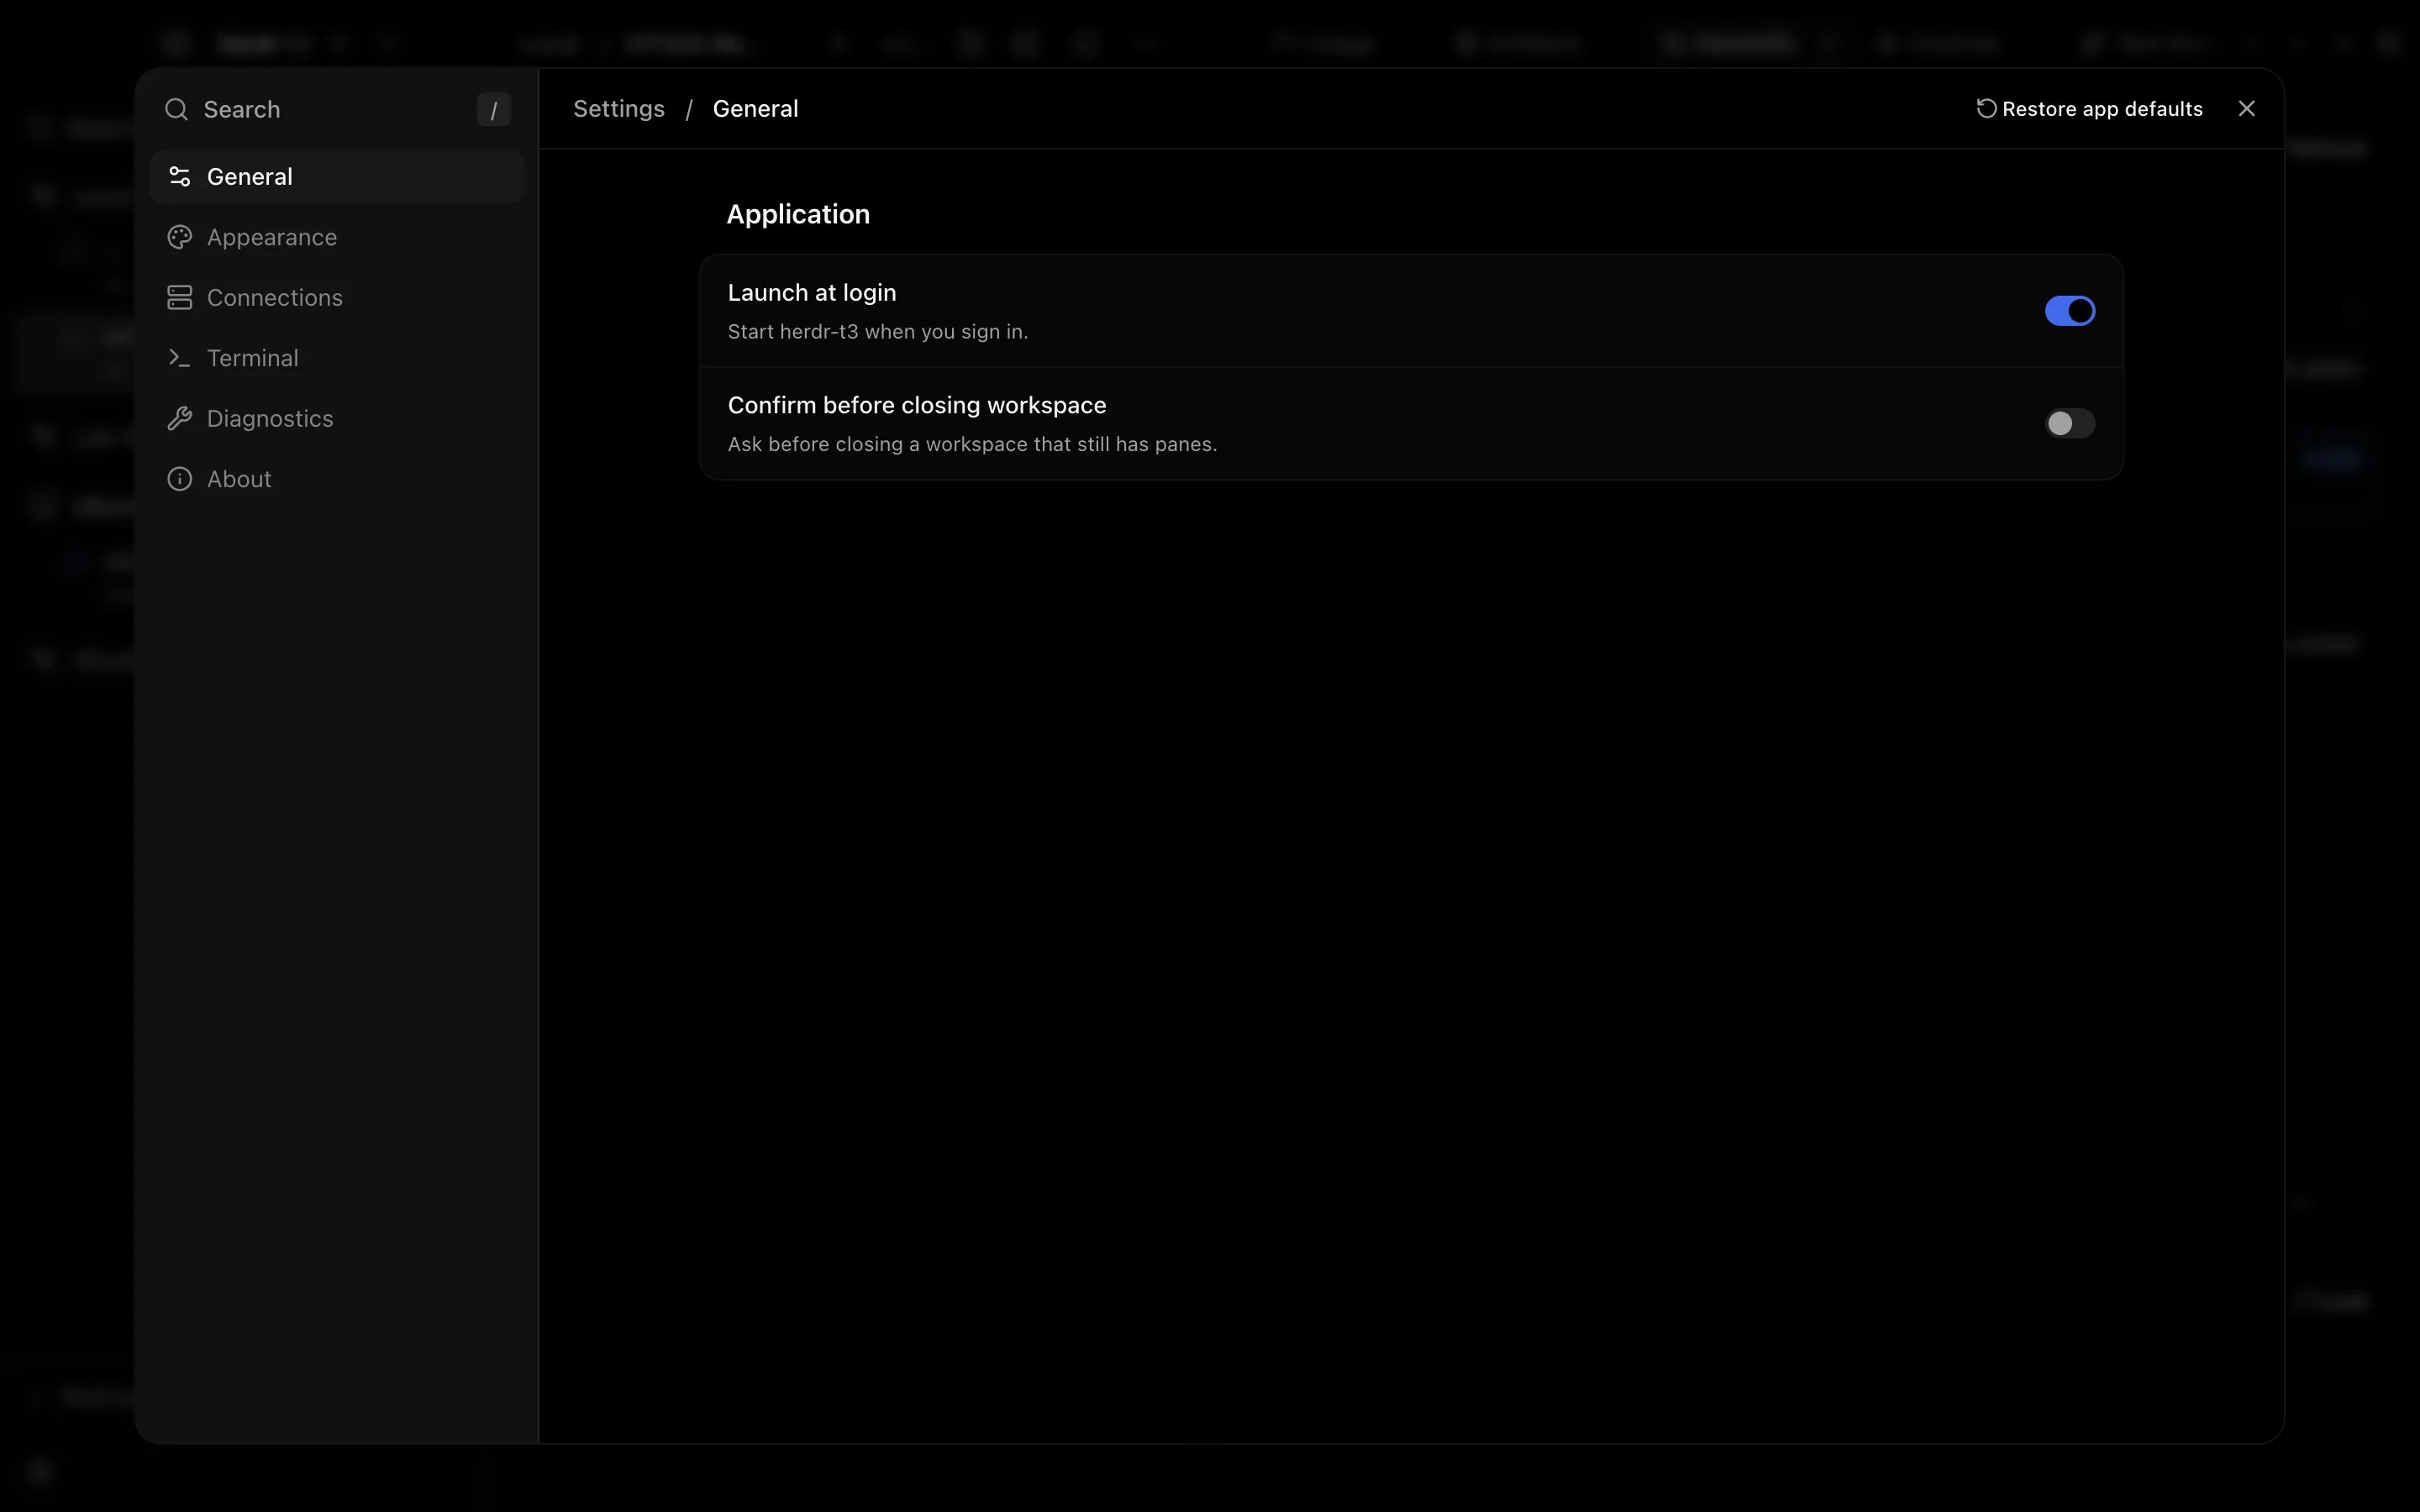 Search /
General
Appearance
Connections
Terminal
Diagnostics
About
Settings / General
Restore app defaults
Application
Launch at login
Start herdr-t3 when you sign in.
Confirm before closing workspace
Ask before closing a workspace that still has panes.